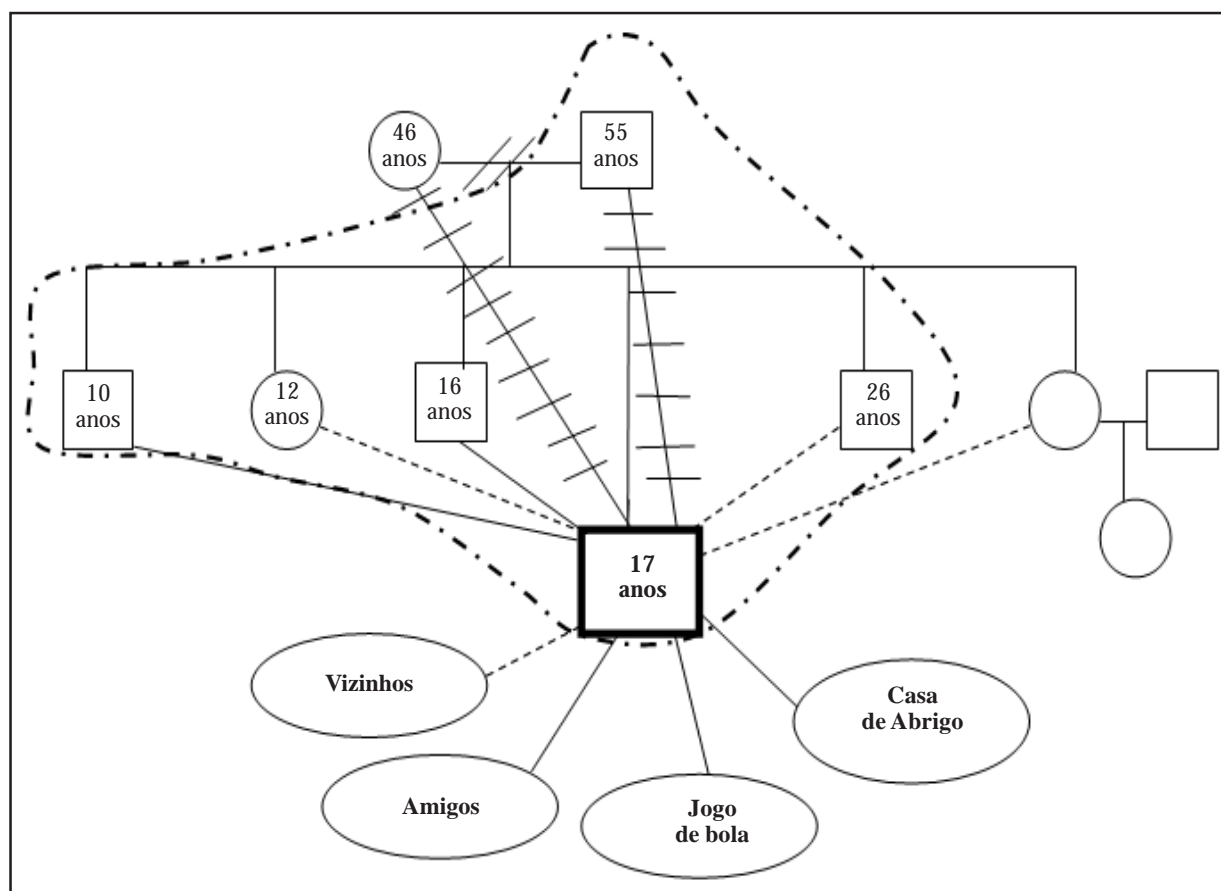 46
anos
55
anos
10
anos
12
anos
16
anos
26
anos
17
anos
Vizinhos
Casa
de Abrigo
Amigos
Jogo
de bola